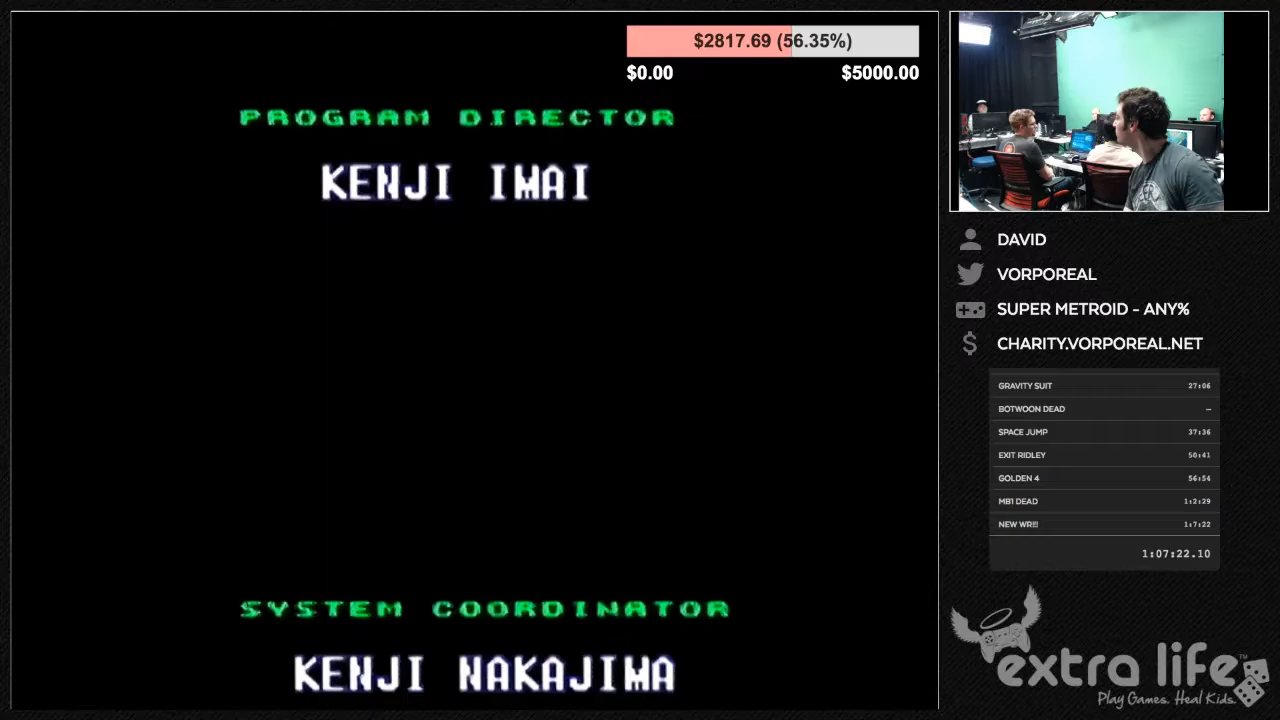 $2817.69 (56.35%)
$0.00 $5000.00
PROGRAM DIRECTOR
KENJI IMAI
SYSTEM COORDINATOR
KENJI NAKAJIMA
DAVID
VORPOREAL
SUPER METROID - ANY%
CHARITY.VORPOREAL.NET
GRAVITY SUIT 27:06
BOTWOON DEAD –
SPACE JUMP 37:36
EXIT RIDLEY 50:41
GOLDEN 4 56:54
MB1 DEAD 1:2:29
NEW WR!!! 1:7:22
1:07:22.10
extra life™
Play Games. Heal Kids.